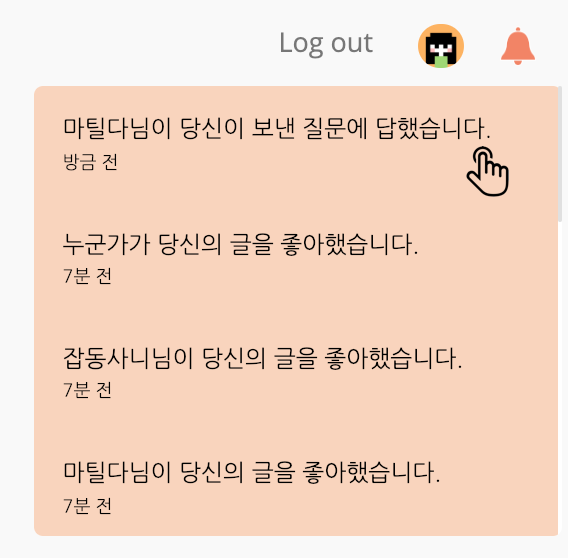 Log out
마틸다님이 당신이 보낸 질문에 답했습니다.
방금 전
누군가가 당신의 글을 좋아했습니다.
7분 전
잡동사니님이 당신의 글을 좋아했습니다.
7분 전
마틸다님이 당신의 글을 좋아했습니다.
7분 전